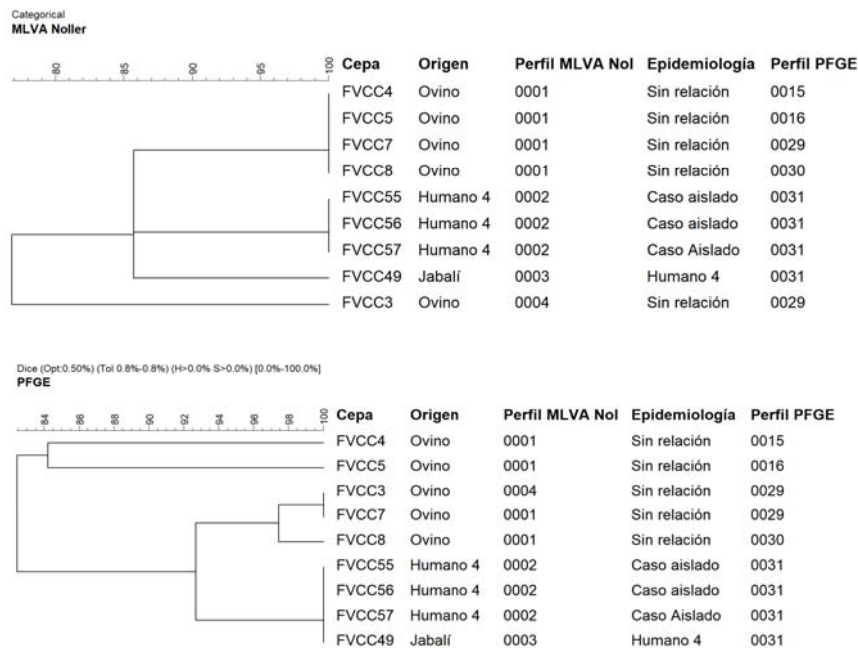 Categorical
MLVA Noller
80 85 90 95 100
Cepa Origen Perfil MLVA Nol Epidemiología Perfil PFGE
FVCC4 Ovino 0001 Sin relación 0015
FVCC5 Ovino 0001 Sin relación 0016
FVCC7 Ovino 0001 Sin relación 0029
FVCC8 Ovino 0001 Sin relación 0030
FVCC55 Humano 4 0002 Caso aislado 0031
FVCC56 Humano 4 0002 Caso aislado 0031
FVCC57 Humano 4 0002 Caso Aislado 0031
FVCC49 Jabalí 0003 Humano 4 0031
FVCC3 Ovino 0004 Sin relación 0029
Dice (Opt:0.50%) (Tol 0.8%-0.8%) (H>0.0% S>0.0%) [0.0%-100.0%]
PFGE
84 86 88 90 92 94 96 98 100
Cepa Origen Perfil MLVA Nol Epidemiología Perfil PFGE
FVCC4 Ovino 0001 Sin relación 0015
FVCC5 Ovino 0001 Sin relación 0016
FVCC3 Ovino 0004 Sin relación 0029
FVCC7 Ovino 0001 Sin relación 0029
FVCC8 Ovino 0001 Sin relación 0030
FVCC55 Humano 4 0002 Caso aislado 0031
FVCC56 Humano 4 0002 Caso aislado 0031
FVCC57 Humano 4 0002 Caso Aislado 0031
FVCC49 Jabalí 0003 Humano 4 0031